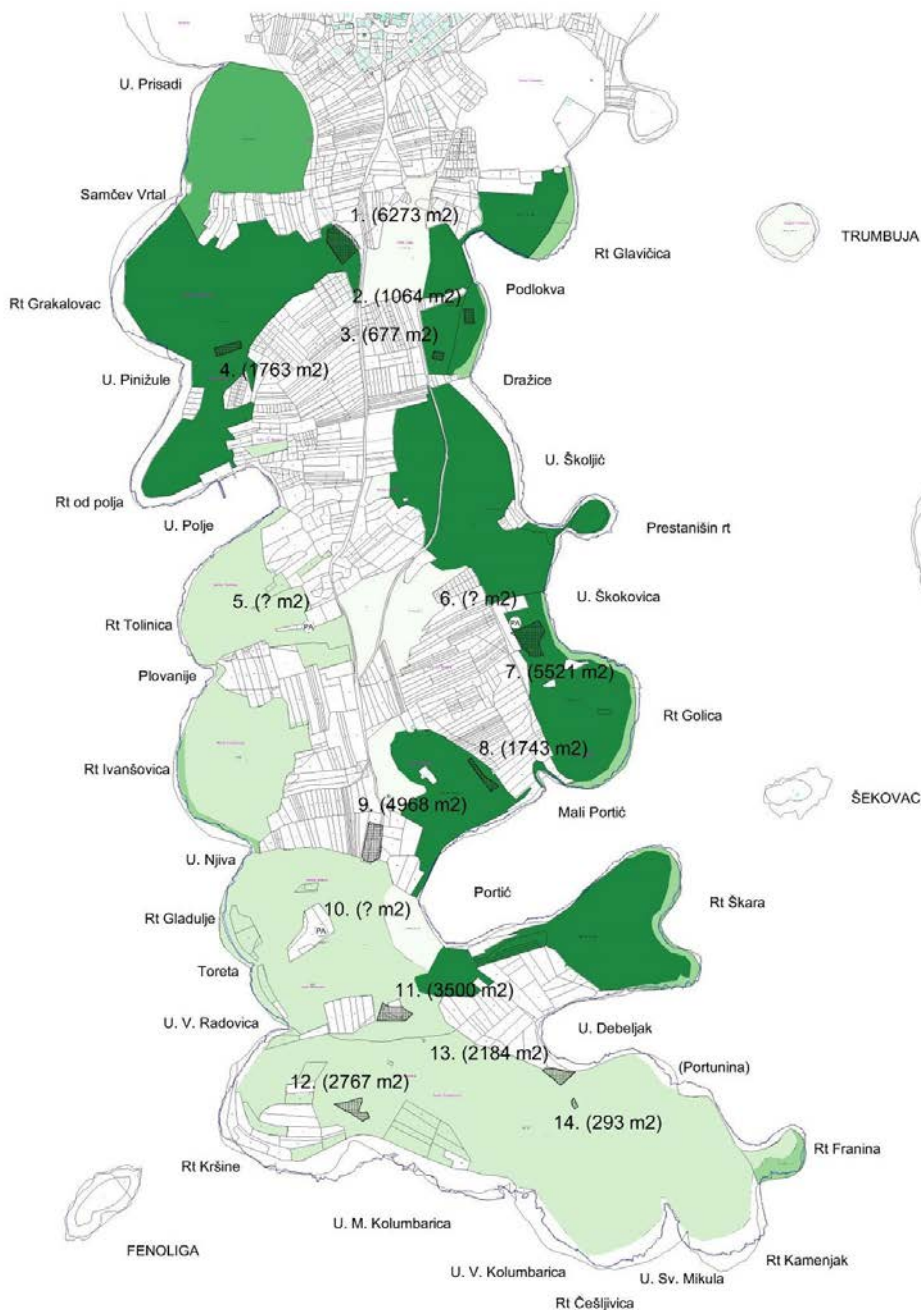 U. Prisadi
Samčev Vrtal
1. (6273 m2)
TRUMBUJA
Rt Glavičica
Rt Grakalovac
2. (1064 m2)
Podlokva
3. (677 m2)
U. Pinižule
4. (1763 m2)
Dražice
U. Školjić
Rt od polja
U. Polje
Prestanišin rt
5. (? m2)
6. (? m2)
U. Škokovica
Rt Tolinica
PA
PA
Plovanije
7. (5521 m2)
Rt Golica
8. (1743 m2)
Rt Ivanšovica
9. (4968 m2)
Mali Portić
ŠEKOVAC
U. Njiva
Portić
Rt Škara
10. (? m2)
Rt Gladulje
PA
Toreta
11. (3500 m2)
U. V. Radovica
U. Debeljak
13. (2184 m2)
(Portunina)
12. (2767 m2)
14. (293 m2)
Rt Franina
Rt Kršine
U. M. Kolumbarica
FENOLIGA
U. V. Kolumbarica
U. Sv. Mikula
Rt Kamenjak
Rt Češljivica